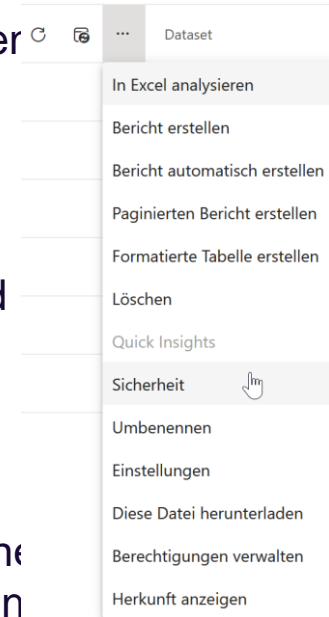 er
... Dataset
In Excel analysieren
Bericht erstellen
Bericht automatisch erstellen
Paginierten Bericht erstellen
Formatierte Tabelle erstellen
Löschen
Quick Insights
Sicherheit
Umbenennen
Einstellungen
Diese Datei herunterladen
Berechtigungen verwalten
Herkunft anzeigen